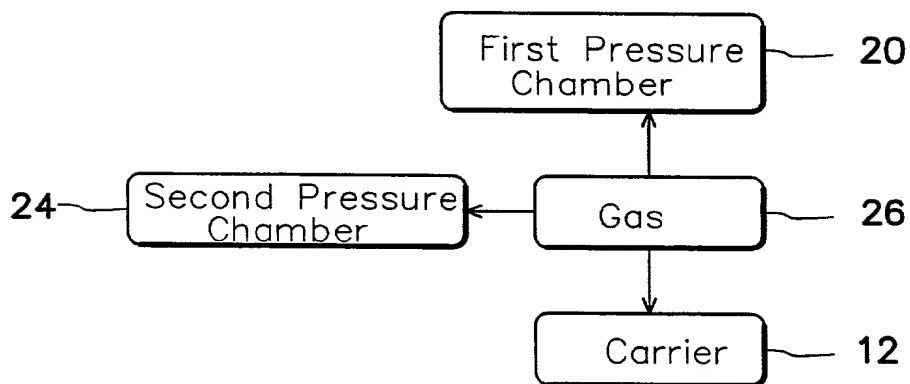 First Pressure
Chamber
20
24
Second Pressure
Chamber
Gas
26
Carrier
12